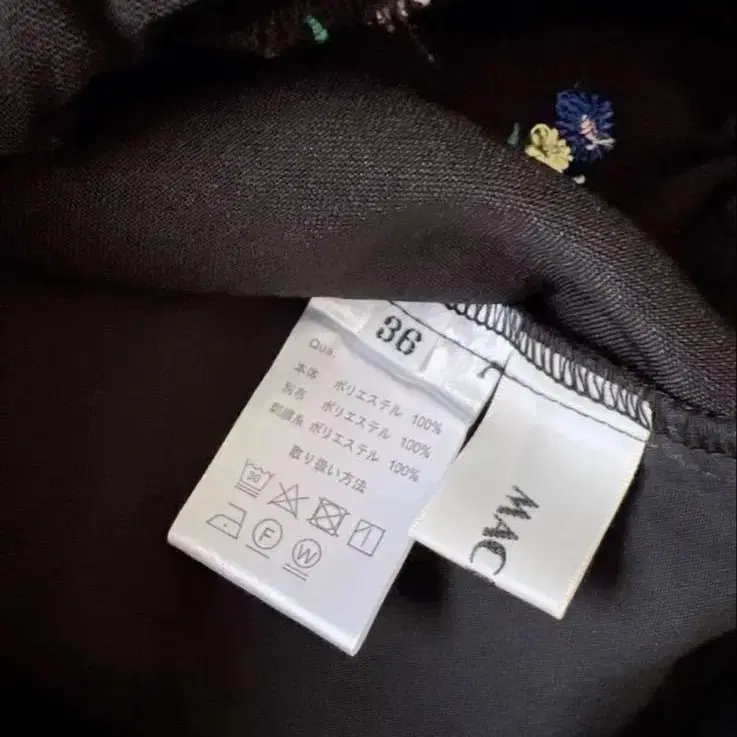 36
Qua.
本体 ポリエステル 100%
別布 ポリエステル 100%
刺繍糸 ポリエステル 100%
取り扱い方法
30
F
W
MAC